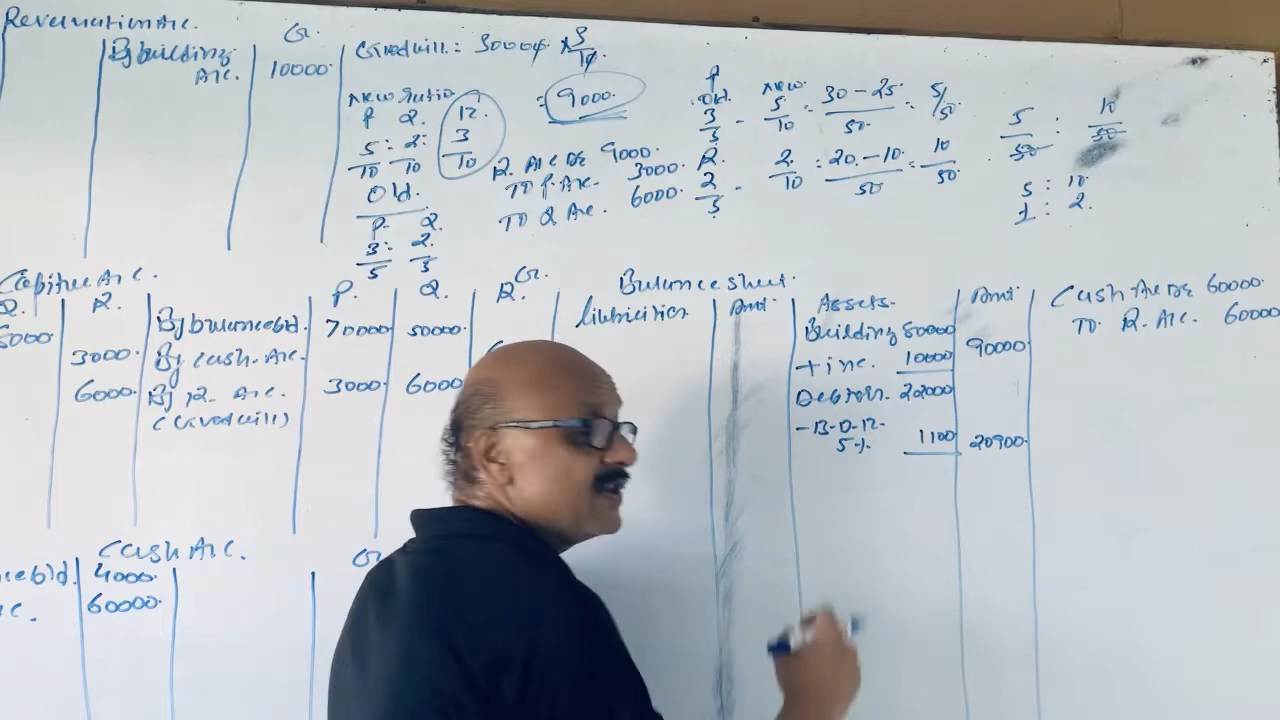 Revaluation A/c.
Cr.
By building A/c. 10000.
Goodwill: 30000 × 3/10.
= 9000.
New ratio
P Q R.
5/10 : 2/10 : 3/10
Old.
P. Q.
3/5 : 2/5
R. A/c Dr 9000.
To P. A/c. 3000.
To Q A/c. 6000.
P
Old. New.
3/5 - 5/10 = 30 - 25/50 = 5/50.
R.
2/5 - 2/10 = 20 - 10/50 = 10/50.
5/50 : 10/50
5 : 10.
1 : 2.
Capital A/c.
Cr.
Q. R. P. Q. R.
5000. By balance b/d. 70000 50000.
3000. By cash A/c.
6000. By R. A/c. 3000. 6000
(Goodwill)
Balance sheet.
Liabilities Amt. Assets. Amt.
Building 80000
+ inc. 10000 90000
Debtors. 22000
- B.D.R.
5% 1100 20900.
Cash A/c Dr 60000.
To R. A/c. 60000
Cash A/c.
Cr
ce b/d. 4000.
c. 60000.